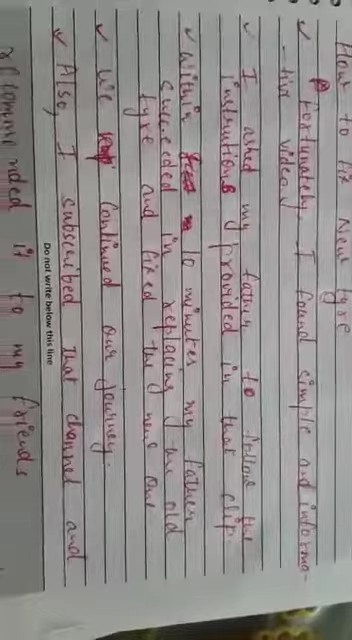 How to fix New tyre
✓ Fortunately, I found simple and informa-
-tive video.
✓ I asked my father to follow the
instructions provided in that clip
✓ Within 10 minutes my father
succeeded in replacing the old
tyre and fixed the new one
✓ We continued our journey.
✓ Also, I subscribed that channel and
Do not write below this line
recommended it to my friends